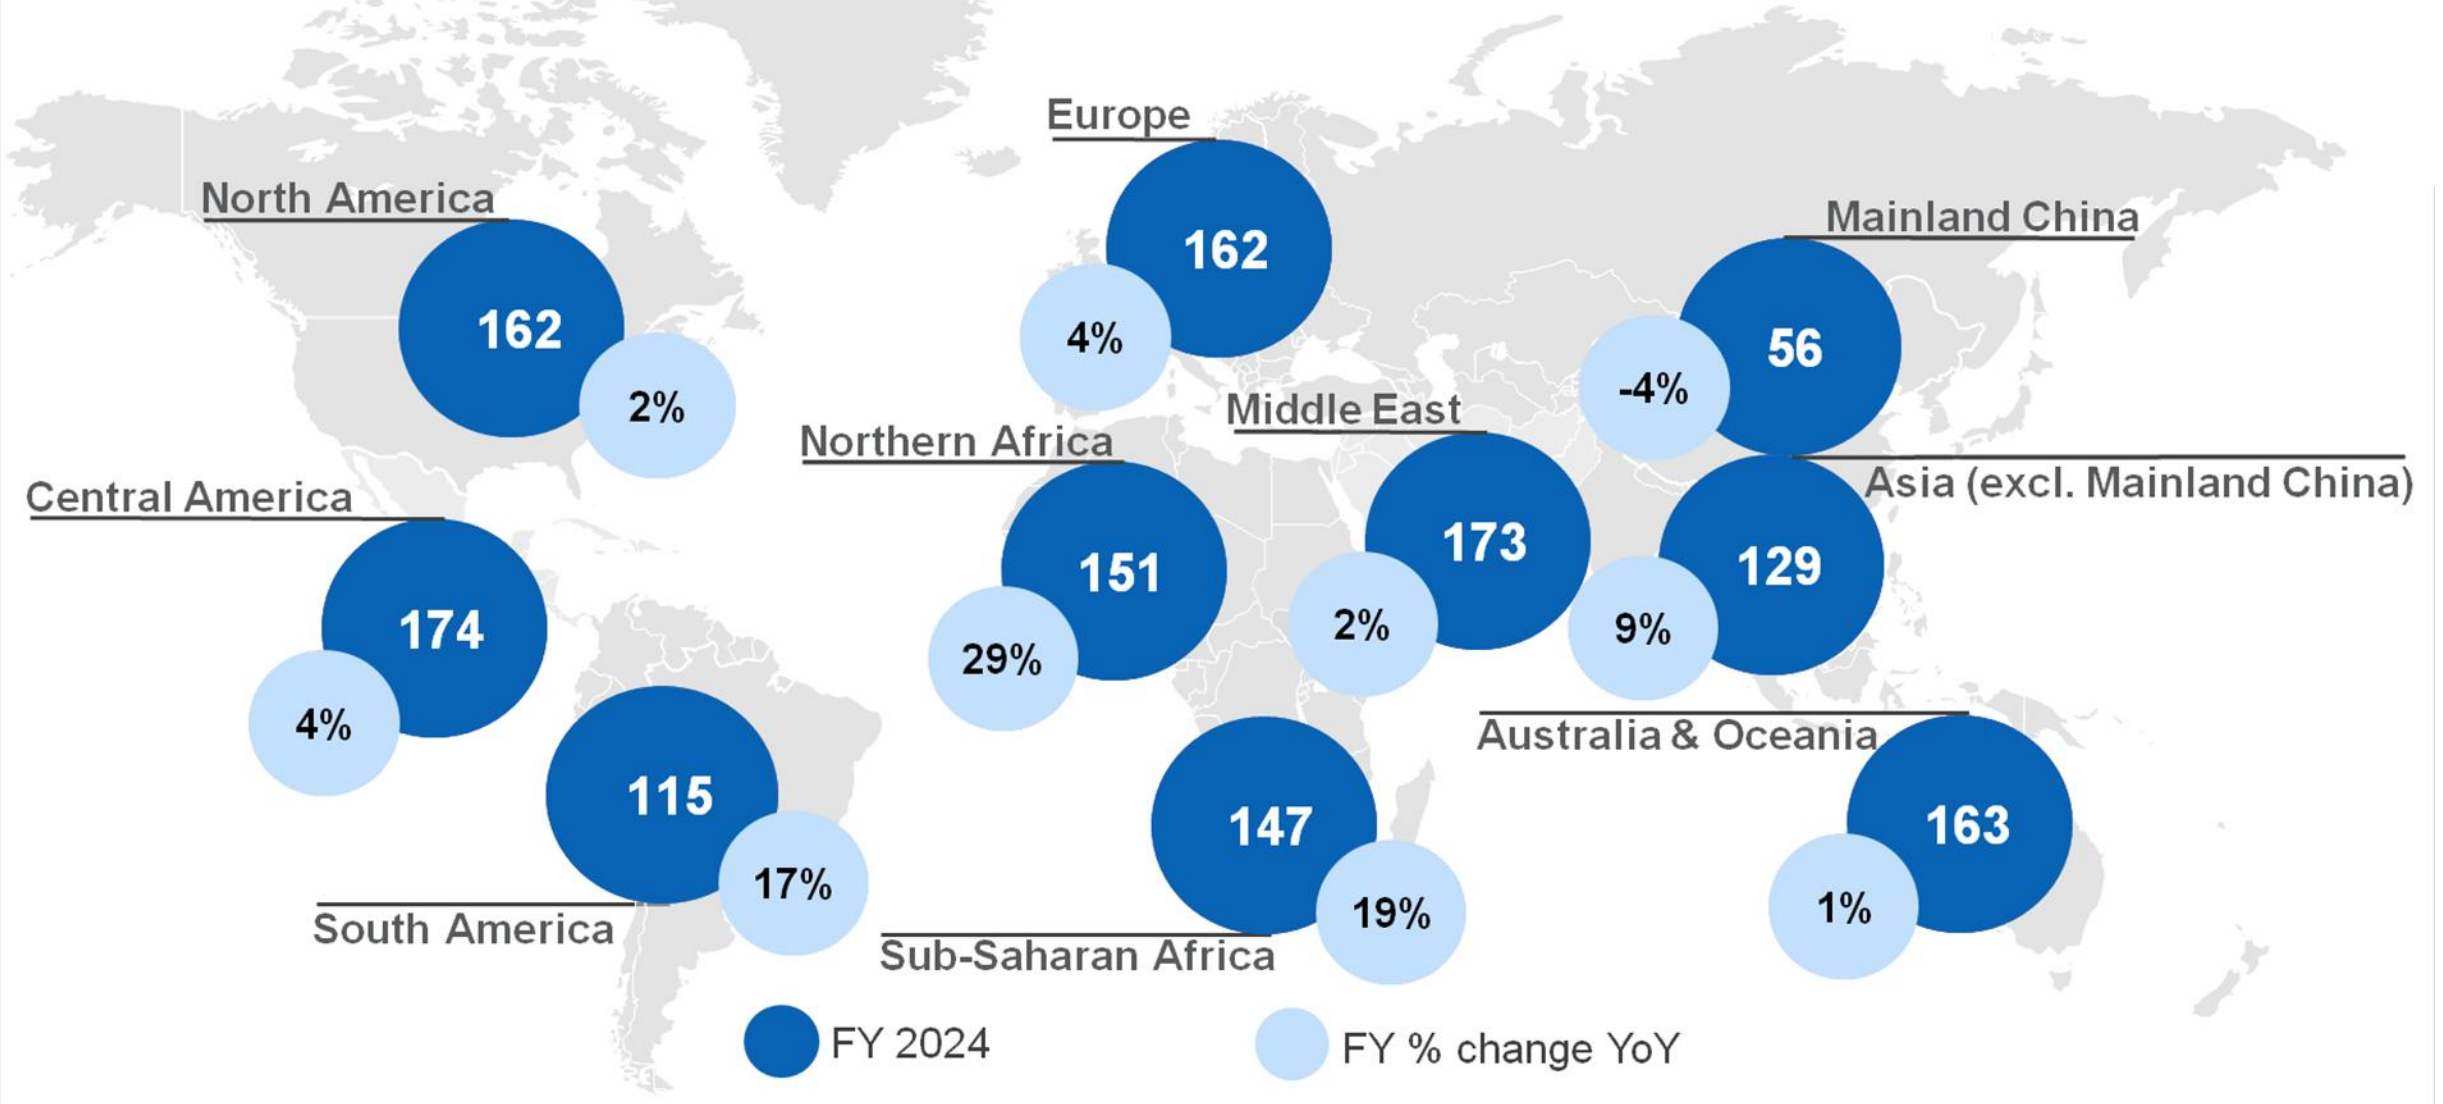 Europe
162
4%
North America
162
2%
Mainland China
56
-4%
Middle East
173
2%
Northern Africa
151
29%
Asia (excl. Mainland China)
129
9%
Central America
174
4%
115
17%
South America
147
19%
Sub-Saharan Africa
Australia & Oceania
163
1%
FY 2024
FY % change YoY